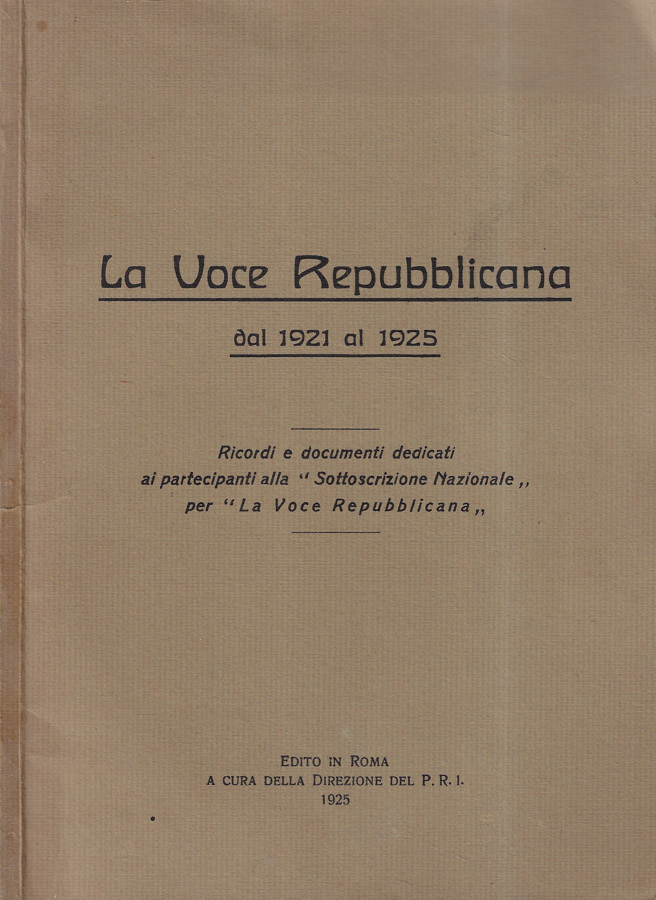 La Voce Repubblicana
dal 1921 al 1925
Ricordi e documenti dedicati
ai partecipanti alla “ Sottoscrizione Nazionale „
per “ La Voce Repubblicana „
EDITO IN ROMA
A CURA DELLA DIREZIONE DEL P. R. I.
1925